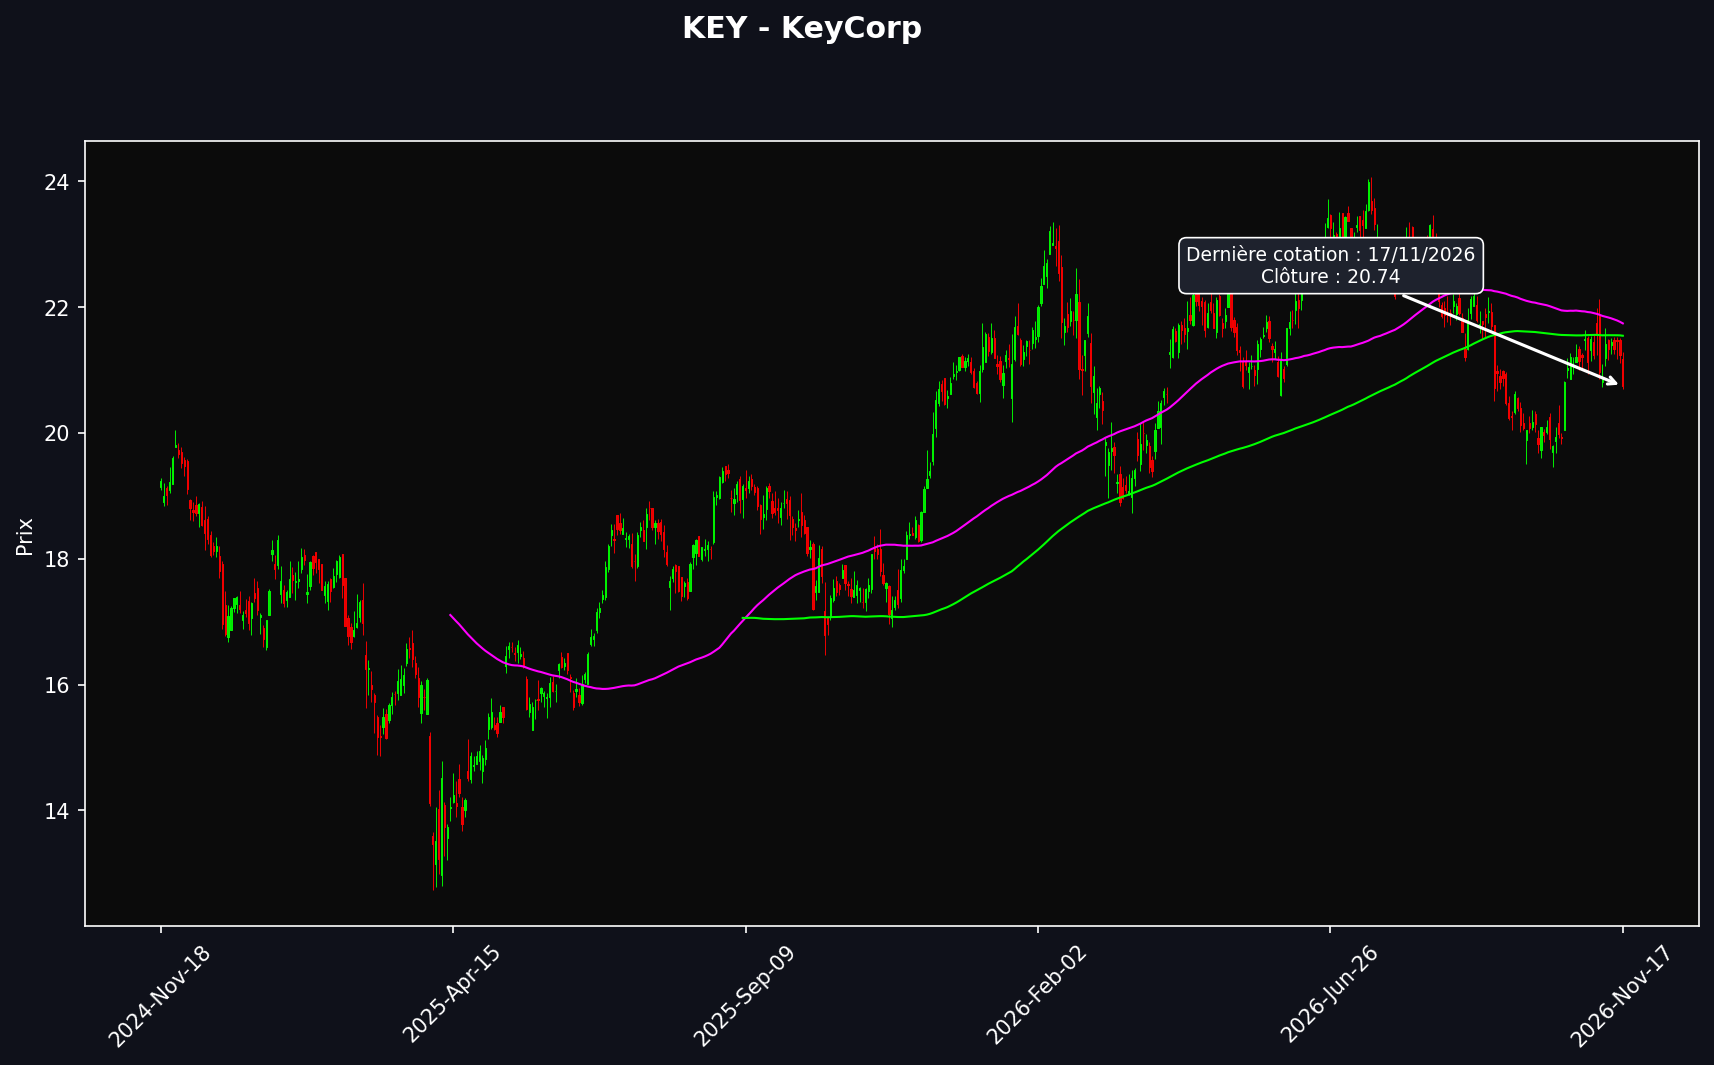 KEY - KeyCorp
24
22
20
18
16
14
Prix
Dernière cotation : 17/11/2026
Clôture : 20.74
2024-Nov-18
2025-Apr-15
2025-Sep-09
2026-Feb-02
2026-Jun-26
2026-Nov-17